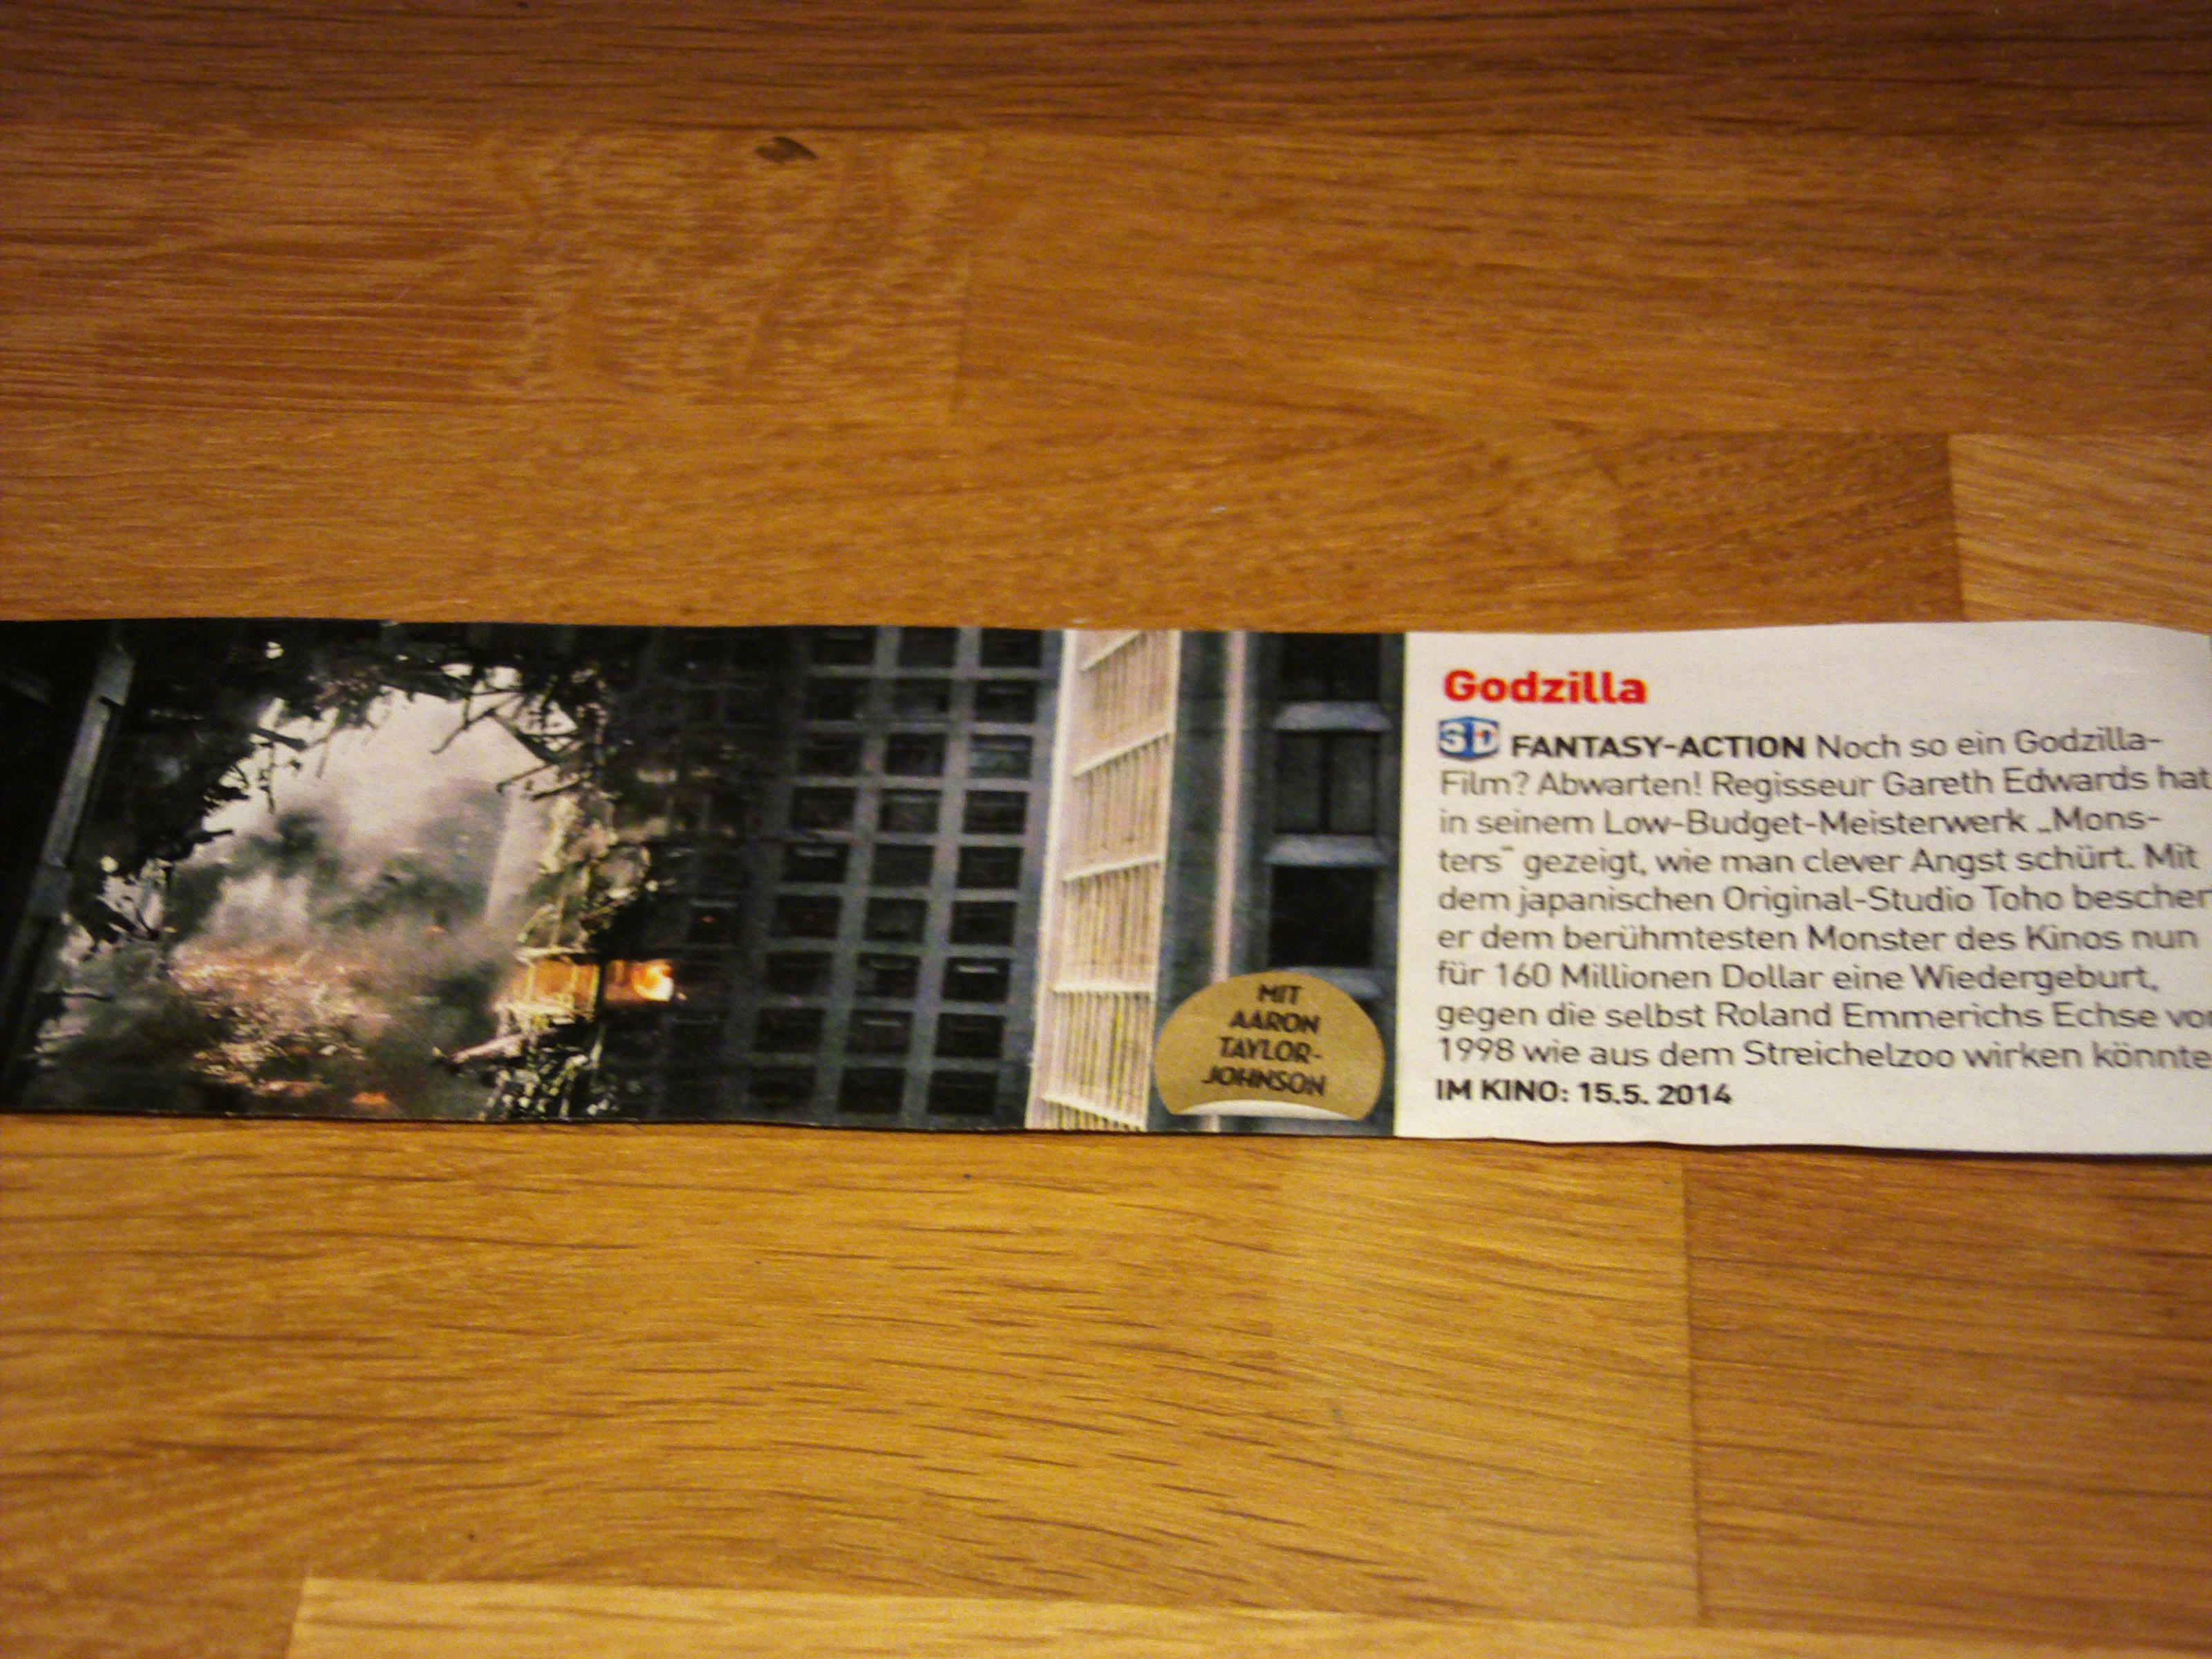 MIT
AARON
TAYLOR-
JOHNSON
Godzilla
3D FANTASY-ACTION Noch so ein Godzilla-
Film? Abwarten! Regisseur Gareth Edwards hat
in seinem Low-Budget-Meisterwerk „Mons-
ters“ gezeigt, wie man clever Angst schürt. Mit
dem japanischen Original-Studio Toho bescher
er dem berühmtesten Monster des Kinos nun
für 160 Millionen Dollar eine Wiedergeburt,
gegen die selbst Roland Emmerichs Echse vo
1998 wie aus dem Streichelzoo wirken könnte
IM KINO: 15.5. 2014